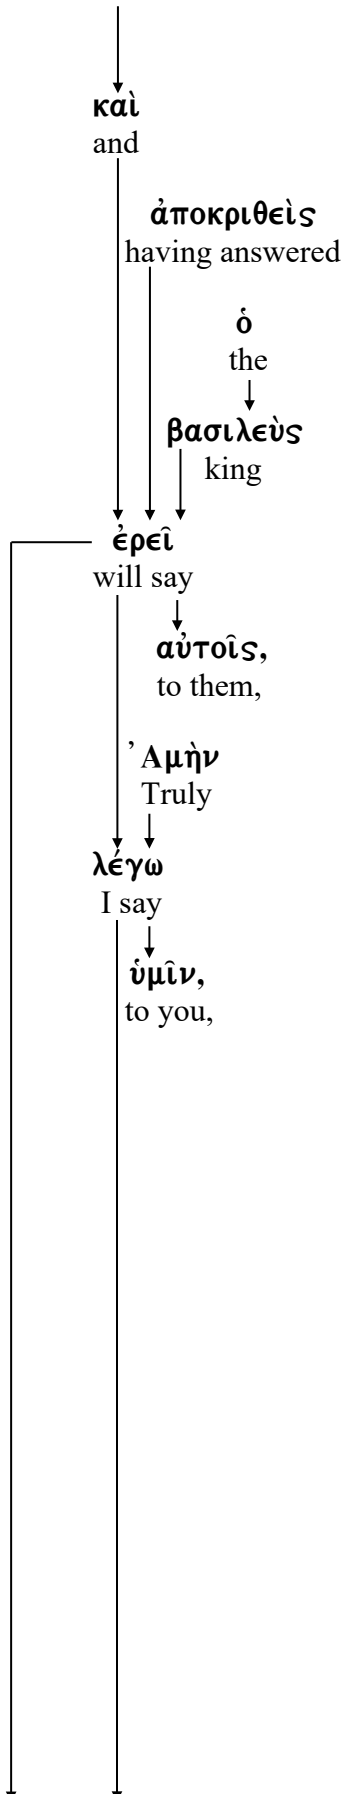 καὶ
and
ἀποκριθεὶς
having answered
ὁ
the
βασιλεὺς
king
ἐρεῖ
will say
αὐτοῖς,
to them,
Ἀμὴν
Truly
λέγω
I say
ὑμῖν,
to you,